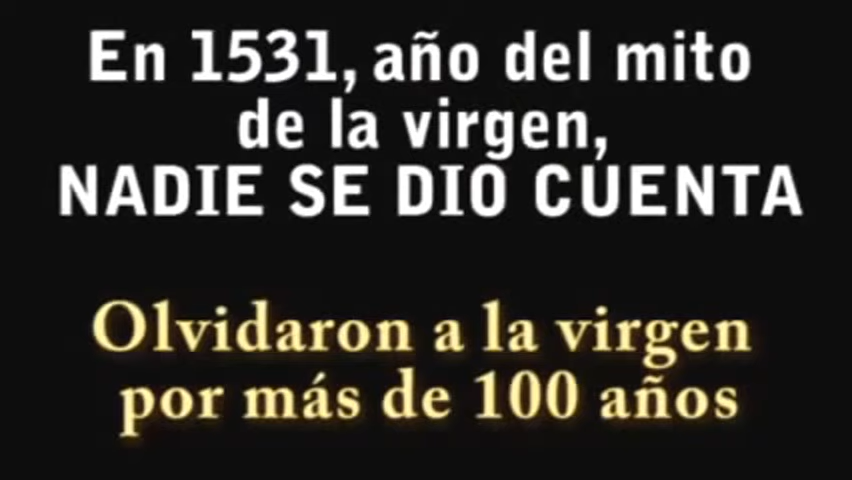 En 1531, año del mito
de la virgen,
NADIE SE DIO CUENTA
Olvidaron a la virgen
por más de 100 años